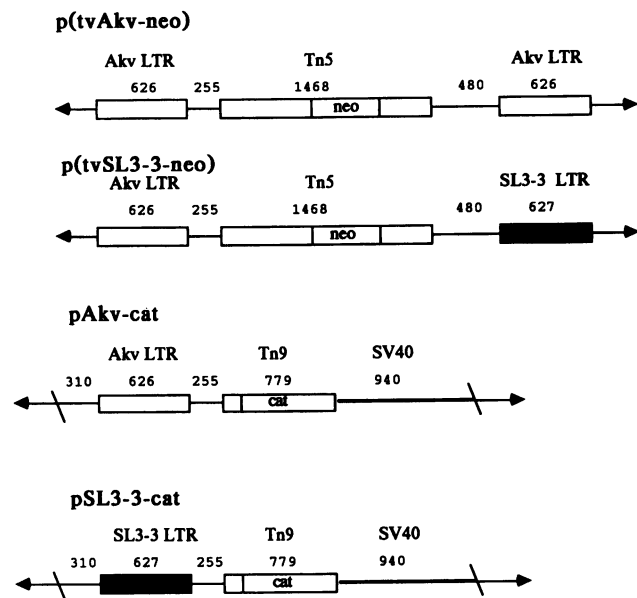 p(tvAkv-neo)
Akv LTR Tn5 Akv LTR
626 255 1468 480 626
neo
p(tvSL3-3-neo)
Akv LTR Tn5 SL3-3 LTR
626 255 1468 480 627
neo
pAkv-cat
Akv LTR Tn9 SV40
310 626 255 779 940
cat
pSL3-3-cat
SL3-3 LTR Tn9 SV40
310 627 255 779 940
cat